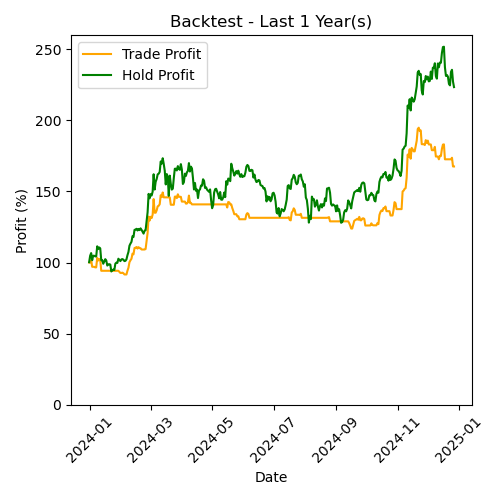 Backtest - Last 1 Year(s)
Trade Profit
Hold Profit
Profit (%)
250
200
150
100
50
0
2024-01
2024-03
2024-05
2024-07
2024-09
2024-11
2025-01
Date